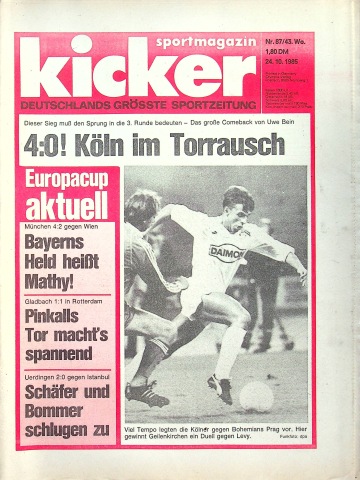 sportmagazin
kicker
DEUTSCHLANDS GRÖSSTE SPORTZEITUNG
Nr. 87/43. Wo.
1,80 DM
24. 10. 1985
Dieser Sieg muß den Sprung in die 3. Runde bedeuten – Das große Comeback von Uwe Bein
4:0! Köln im Torrausch
Europacup
aktuell
München 4:2 gegen Wien
Bayerns
Held heißt
Mathy!
Gladbach 1:1 in Rotterdam
Pinkalls
Tor macht's
spannend
Uerdingen 2:0 gegen Istanbul
Schäfer und
Bommer
schlugen zu
DAIMON
Viel Tempo legten die Kölner gegen Bohemians Prag vor. Hier
gewinnt Geilenkirchen ein Duell gegen Levy.